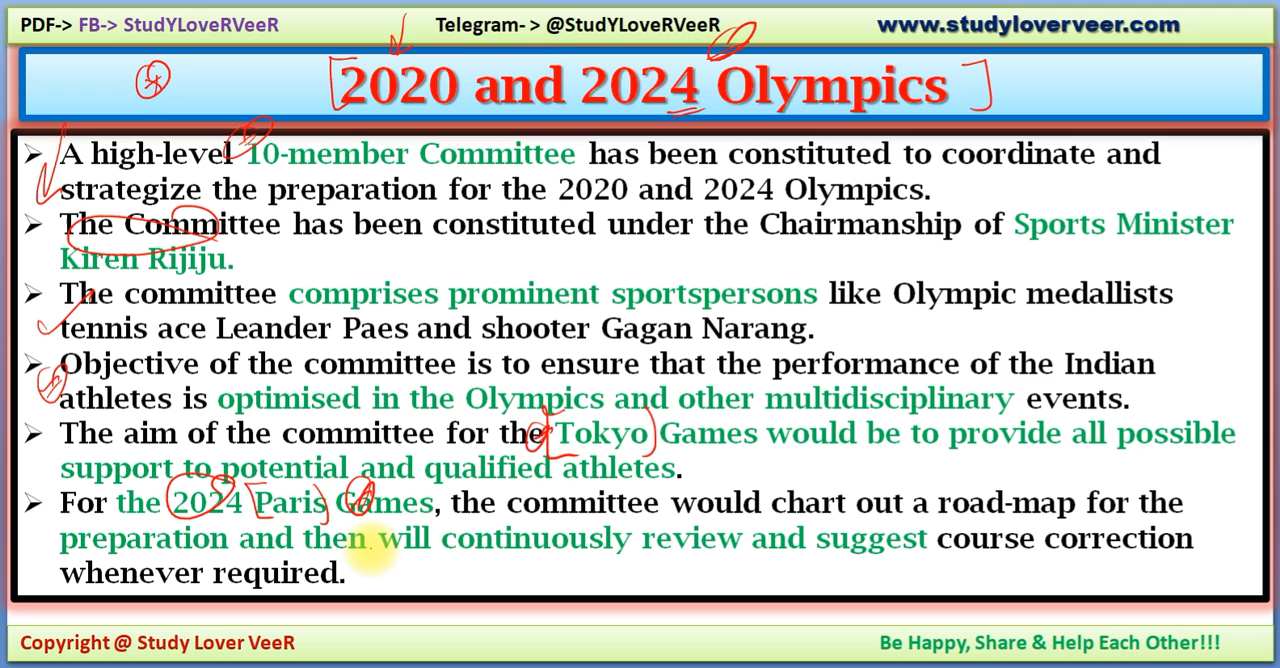 PDF-> FB-> StudYLoveRVeeR Telegram- > @StudYLoveRVeeR www.studyloverveer.com
2020 and 2024 Olympics
➢ A high-level 10-member Committee has been constituted to coordinate and
strategize the preparation for the 2020 and 2024 Olympics.
➢ The Committee has been constituted under the Chairmanship of Sports Minister
Kiren Rijiju.
➢ The committee comprises prominent sportspersons like Olympic medallists
tennis ace Leander Paes and shooter Gagan Narang.
➢ Objective of the committee is to ensure that the performance of the Indian
athletes is optimised in the Olympics and other multidisciplinary events.
➢ The aim of the committee for the Tokyo Games would be to provide all possible
support to potential and qualified athletes.
➢ For the 2024 Paris Games, the committee would chart out a road-map for the
preparation and then will continuously review and suggest course correction
whenever required.
Copyright @ Study Lover VeeR Be Happy, Share & Help Each Other!!!